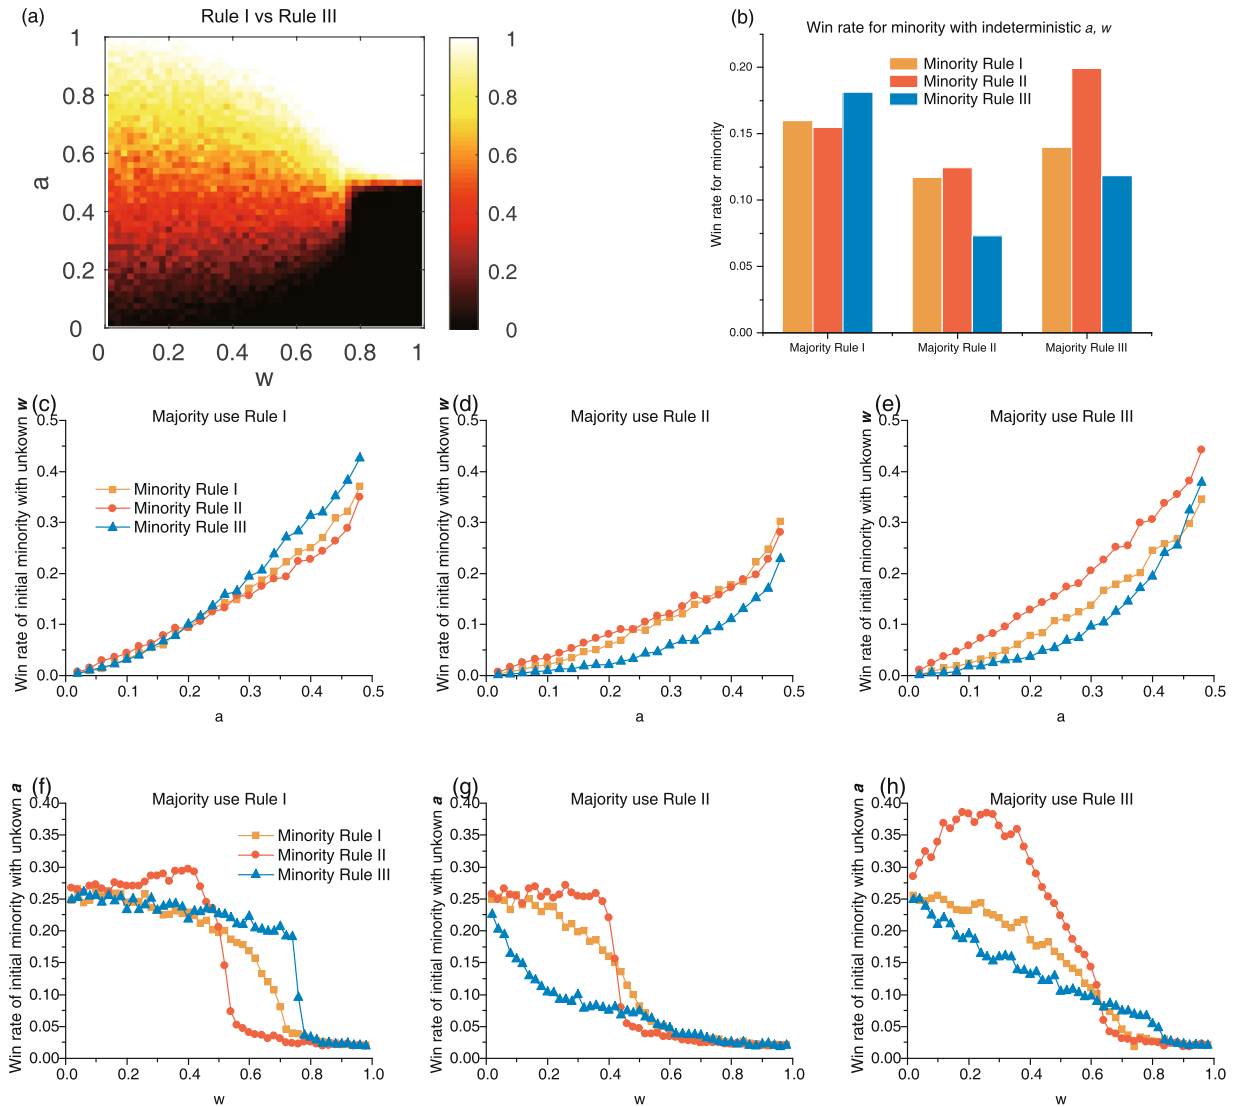 (a)
Rule I vs Rule III
1
0.8
0.6
0.4
0.2
0
a
0
0.2
0.4
0.6
0.8
1
w
1
0.8
0.6
0.4
0.2
0
(b)
Win rate for minority with indeterministic a, w
Minority Rule I
Minority Rule II
Minority Rule III
0.20
0.15
0.10
0.05
0.00
Win rate for minority
Majority Rule I
Majority Rule II
Majority Rule III
(c)
Majority use Rule I
Win rate of initial minority with unkown w
0.5
0.4
0.3
0.2
0.1
0.0
Minority Rule I
Minority Rule II
Minority Rule III
0.0
0.1
0.2
0.3
0.4
0.5
a
(d)
Majority use Rule II
Win rate of initial minority with unkown w
0.5
0.4
0.3
0.2
0.1
0.0
0.0
0.1
0.2
0.3
0.4
0.5
a
(e)
Majority use Rule III
Win rate of initial minority with unkown w
0.5
0.4
0.3
0.2
0.1
0.0
0.0
0.1
0.2
0.3
0.4
0.5
a
(f)
Majority use Rule I
Win rate of initial minority with unkown a
0.40
0.35
0.30
0.25
0.20
0.15
0.10
0.05
0.00
Minority Rule I
Minority Rule II
Minority Rule III
0.0
0.2
0.4
0.6
0.8
1.0
w
(g)
Majority use Rule II
Win rate of initial minority with unkown a
0.40
0.35
0.30
0.25
0.20
0.15
0.10
0.05
0.00
0.0
0.2
0.4
0.6
0.8
1.0
w
(h)
Majority use Rule III
Win rate of initial minority with unkown a
0.40
0.35
0.30
0.25
0.20
0.15
0.10
0.05
0.00
0.0
0.2
0.4
0.6
0.8
1.0
w